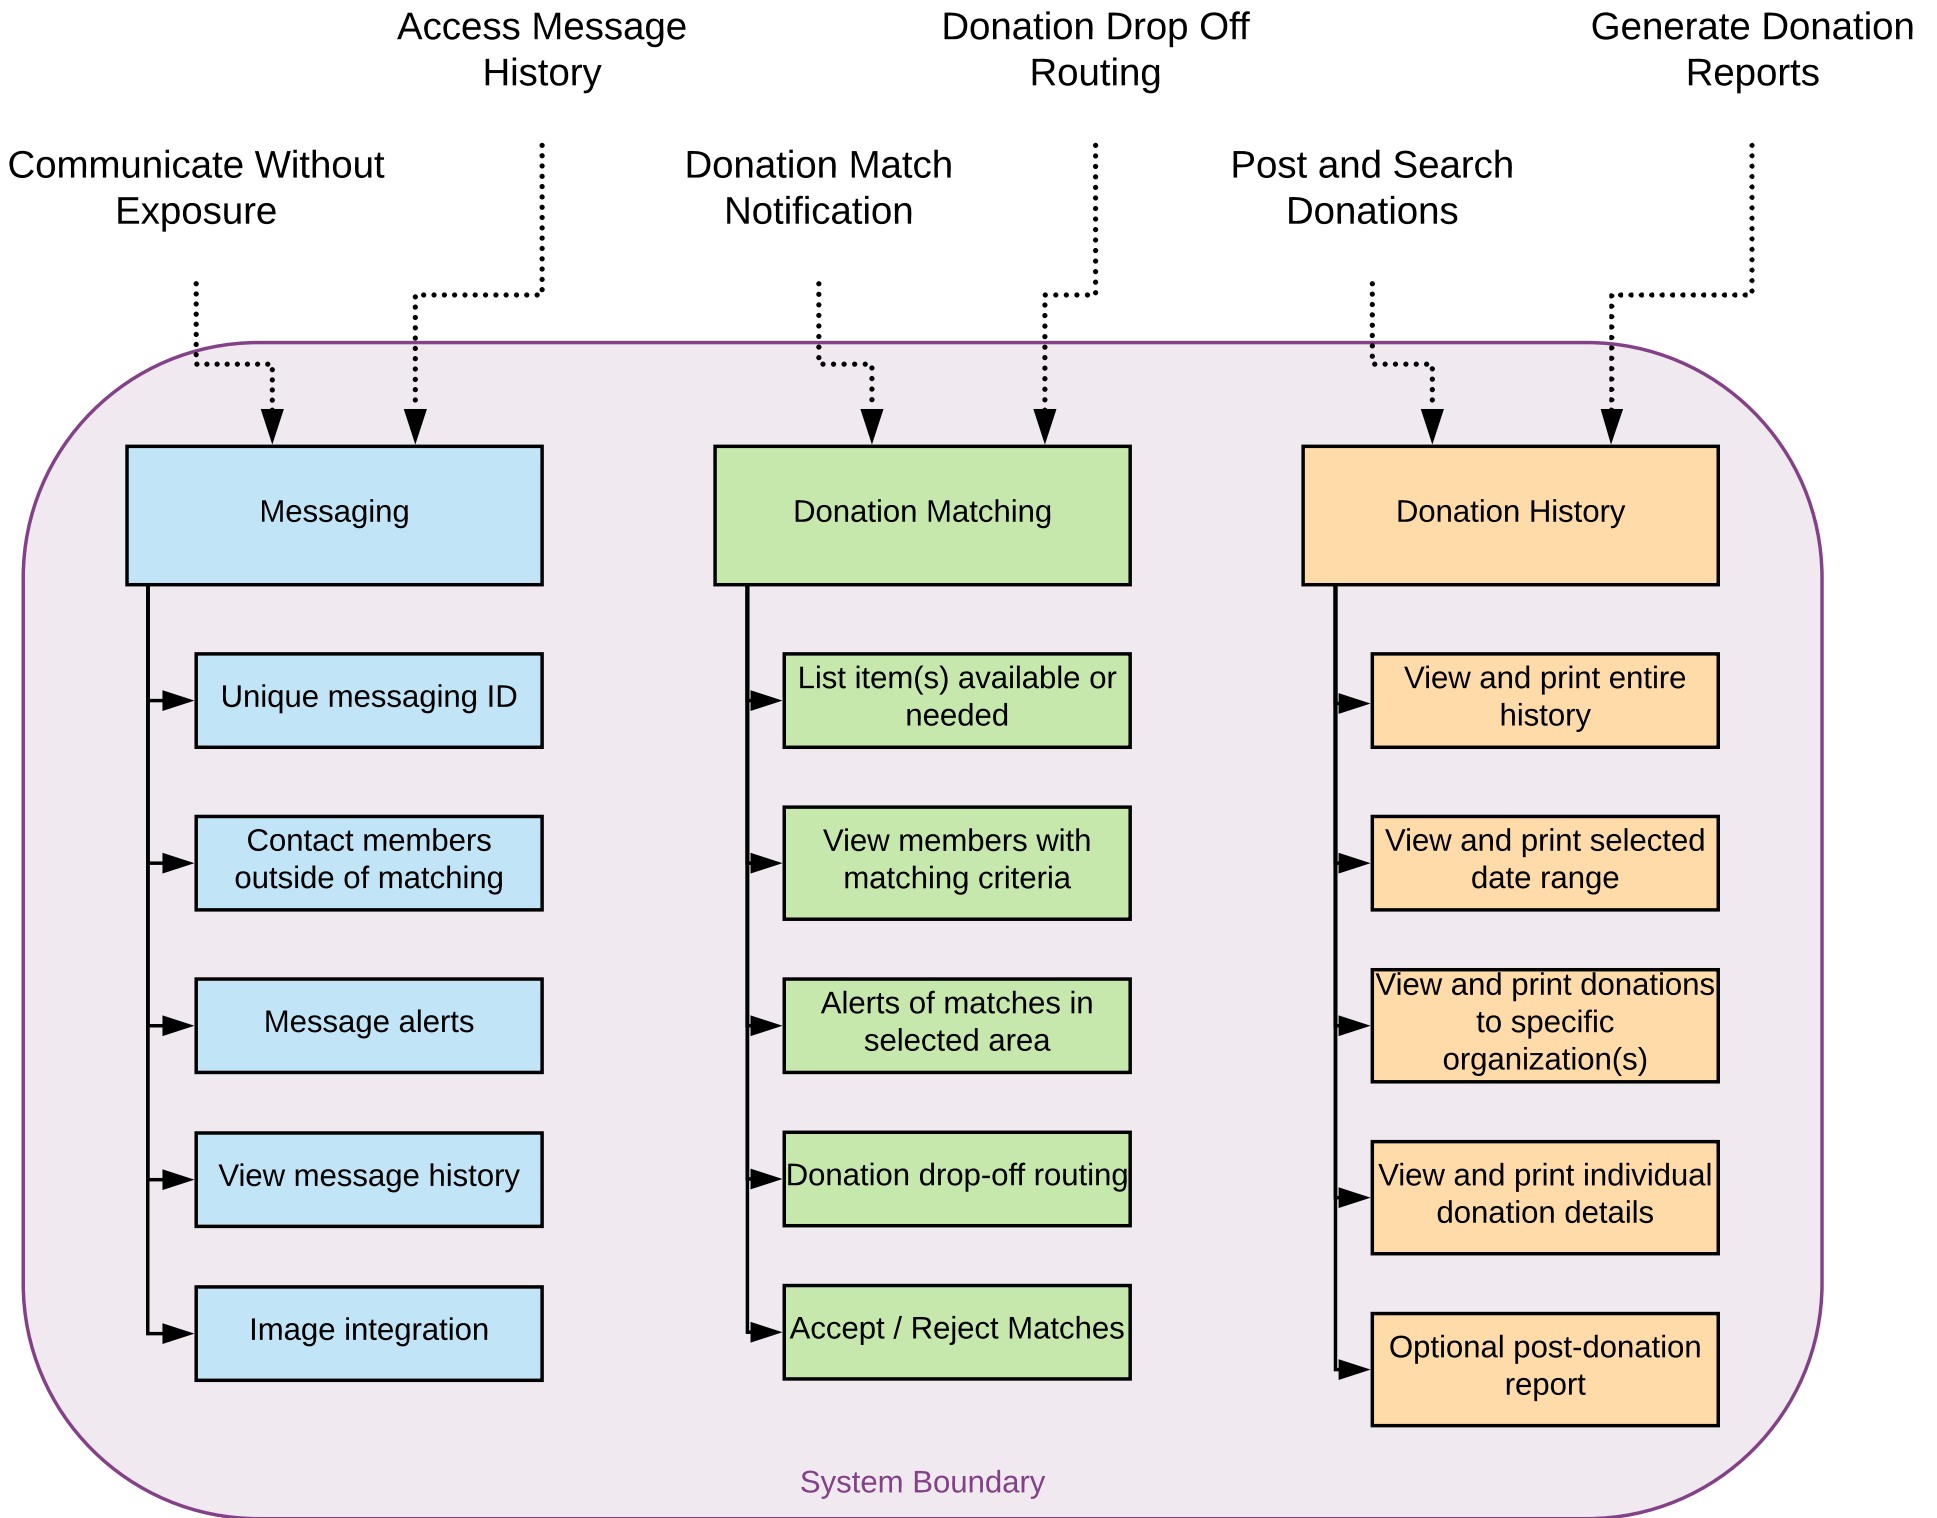 Access Message
History
Donation Drop Off
Routing
Generate Donation
Reports
Communicate Without
Exposure
Donation Match
Notification
Post and Search
Donations
Messaging
Donation Matching
Donation History
Unique messaging ID
Contact members
outside of matching
Message alerts
View message history
Image integration
List item(s) available or
needed
View members with
matching criteria
Alerts of matches in
selected area
Donation drop-off routing
Accept / Reject Matches
View and print entire
history
View and print selected
date range
View and print donations
to specific
organization(s)
View and print individual
donation details
Optional post-donation
report
System Boundary